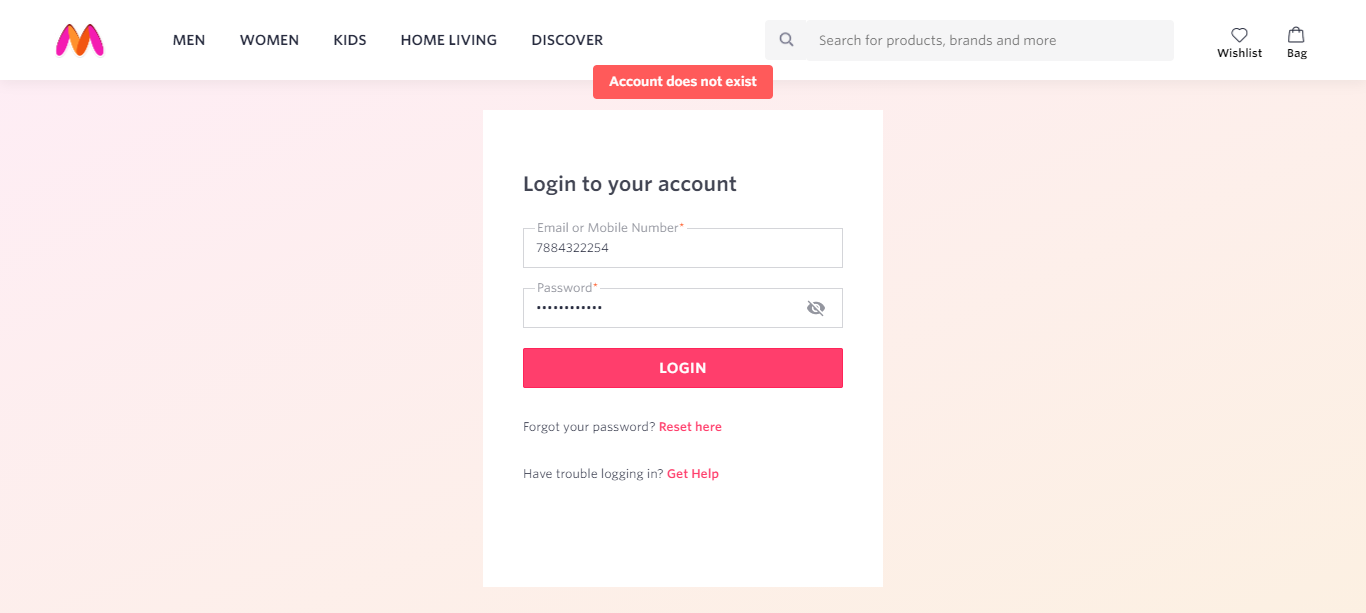 MEN WOMEN KIDS HOME LIVING DISCOVER Search for products, brands and more Wishlist Bag
Account does not exist
Login to your account
Email or Mobile Number*
7884322254
Password*
••••••••••••
LOGIN
Forgot your password? Reset here
Have trouble logging in? Get Help